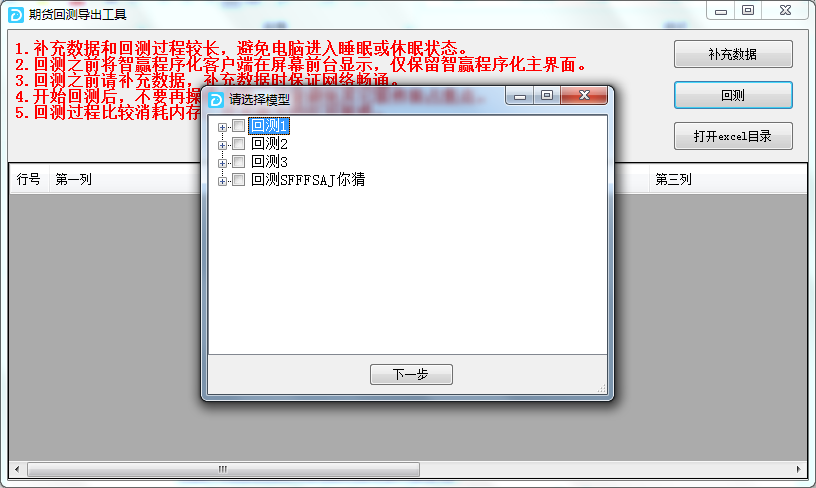 期货回测导出工具
1.补充数据和回测过程较长，避免电脑进入睡眠或休眠状态。
2.回测之前将智赢程序化客户端在屏幕前台显示，仅保留智赢程序化主界面。
3.回测之前请补充数据，补充数据时保证网络畅通。
4.开始回测后，不要再操
5.回测过程比较消耗内存
补充数据
回测
打开excel目录
行号 第一列 第三列
请选择模型
回测1
回测2
回测3
回测SFFFSAJ你猜
下一步